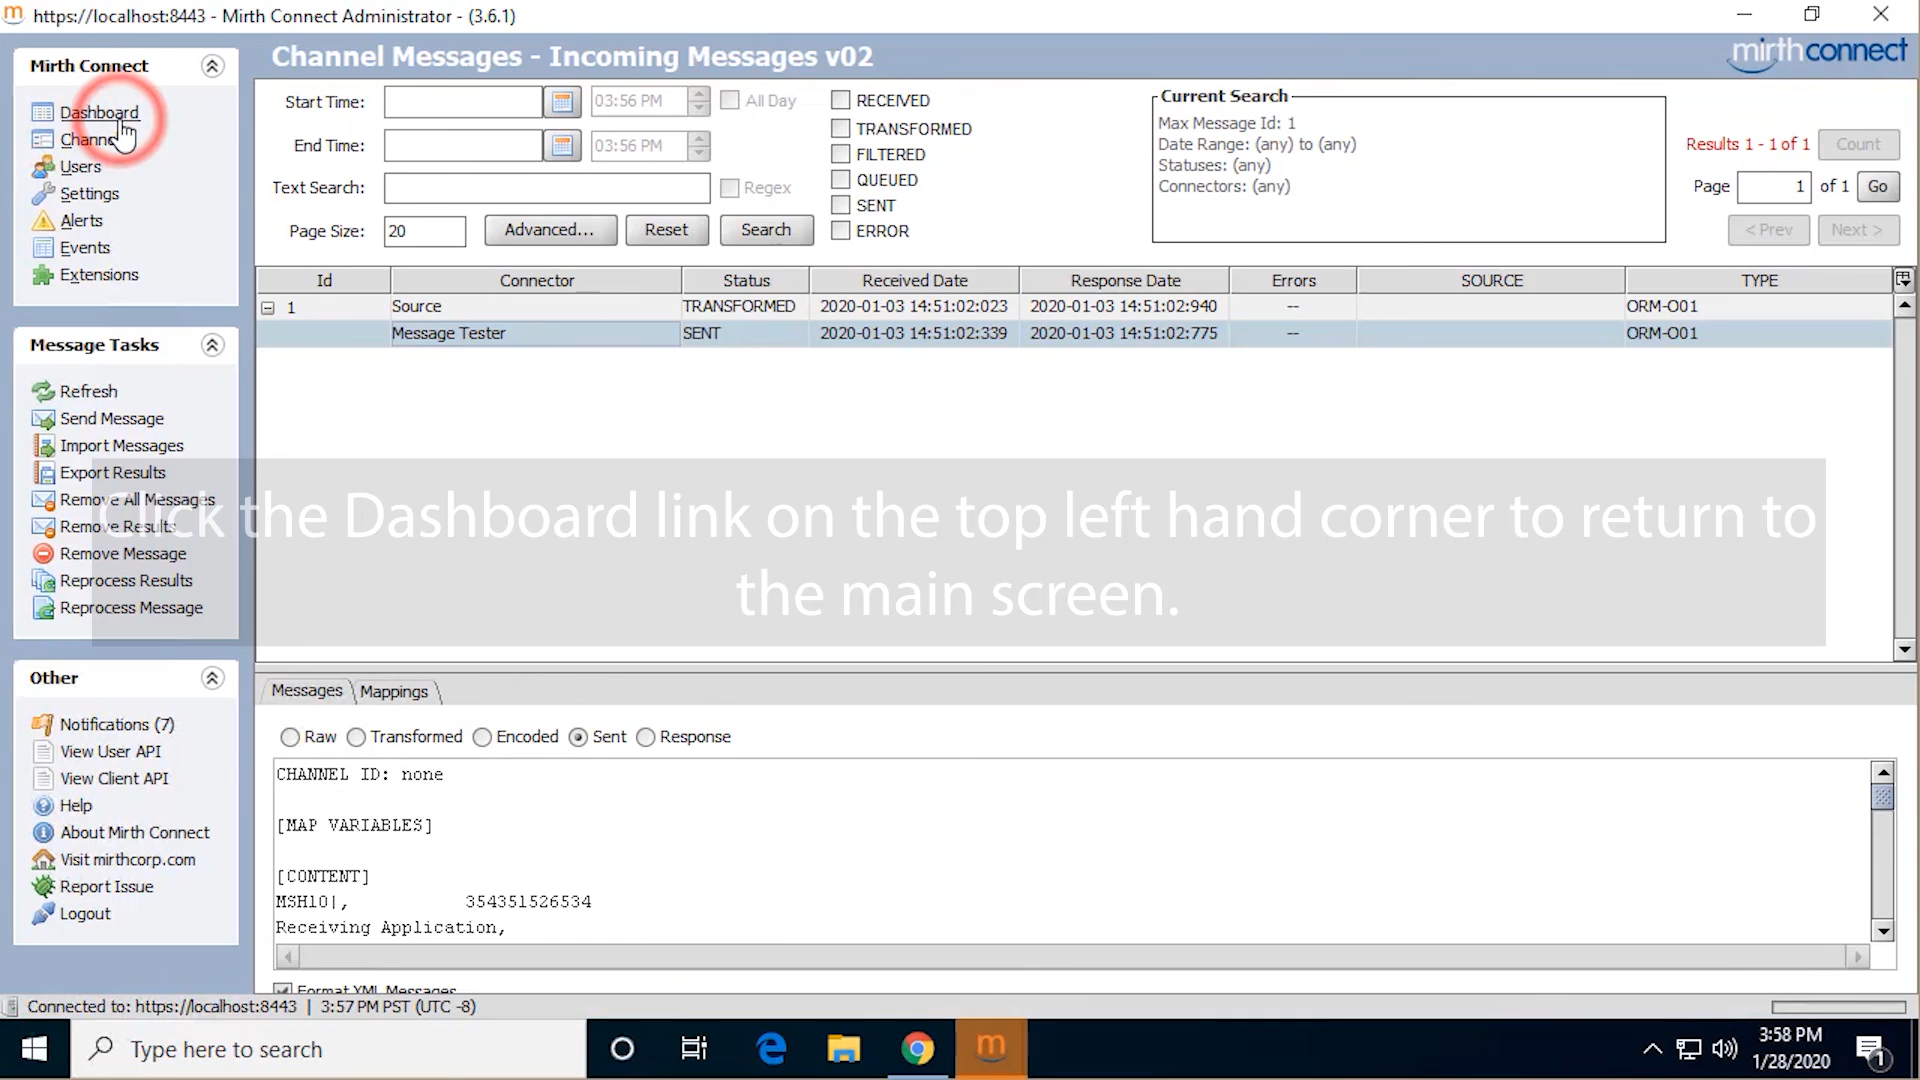 https://localhost:8443 - Mirth Connect Administrator - (3.6.1)
Channel Messages - Incoming Messages v02
mirthconnect
Mirth Connect
Dashboard
Channe
Users
Settings
Alerts
Events
Extensions
Message Tasks
Refresh
Send Message
Import Messages
Export Results
Remove All Messages
Remove Results
Remove Message
Reprocess Results
Reprocess Message
Other
Notifications (7)
View User API
View Client API
Help
About Mirth Connect
Visit mirthcorp.com
Report Issue
Logout
Start Time: 03:56 PM All Day
End Time: 03:56 PM
Text Search: Regex
Page Size: 20 Advanced... Reset Search
RECEIVED
TRANSFORMED
FILTERED
QUEUED
SENT
ERROR
Current Search
Max Message Id: 1
Date Range: (any) to (any)
Statuses: (any)
Connectors: (any)
Results 1 - 1 of 1 Count
Page 1 of 1 Go
< Prev Next >
Id Connector Status Received Date Response Date Errors SOURCE TYPE
1 Source TRANSFORMED 2020-01-03 14:51:02:023 2020-01-03 14:51:02:940 -- ORM-O01
Message Tester SENT 2020-01-03 14:51:02:339 2020-01-03 14:51:02:775 -- ORM-O01
Click the Dashboard link on the top left hand corner to return to
the main screen.
Messages Mappings
Raw Transformed Encoded Sent Response
CHANNEL ID: none
[MAP VARIABLES]
[CONTENT]
MSH10|, 354351526534
Receiving Application,
Format XML Messages
Connected to: https://localhost:8443 | 3:57 PM PST (UTC -8)
Type here to search
3:58 PM
1/28/2020
1